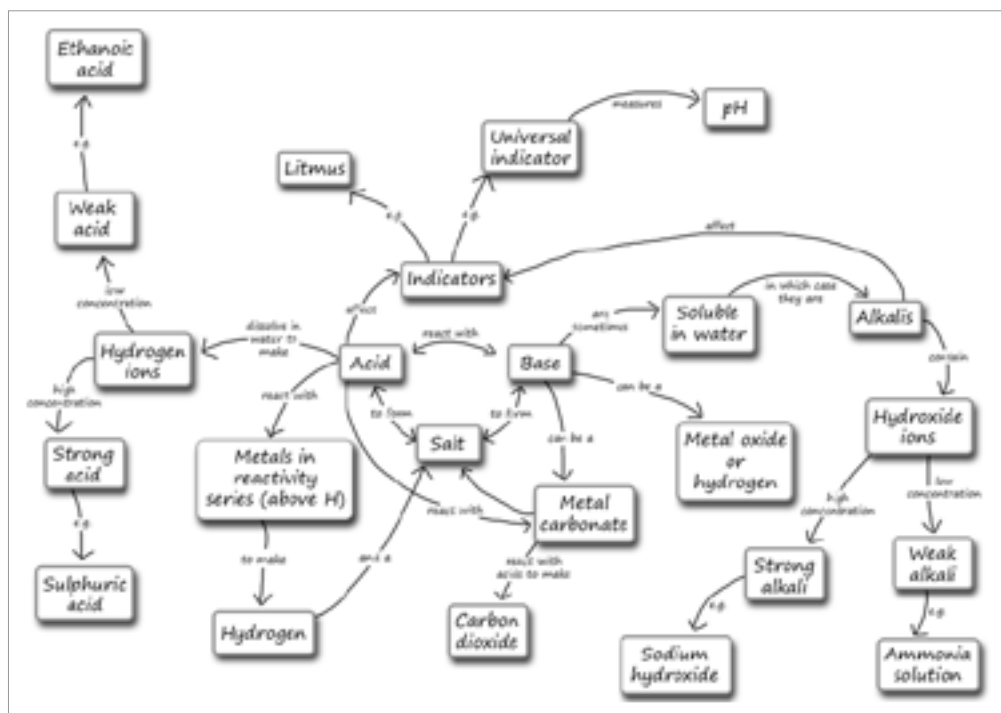 Ethanoic
acid
e.g
Weak
acid
low
concentration
Hydrogen
ions
high
concentration
Strong
acid
e.g
Sulphuric
acid
dissolve in
water to
make
Litmus
e.g
Universal
indicator
measures
pH
e.g
Indicators
affect
affect
Acid
react with
Base
are
sometimes
Soluble
in water
in which case
they are
Alkalis
contain
react with
to form
to form
Salt
can be a
can be a
Metal oxide
or
hydrogen
Metals in
reactivity
series (above H)
to make
Hydrogen
and a
react with
Metal
carbonate
react with
acids to make
Carbon
dioxide
Hydroxide
ions
high
concentration
low
concentration
Strong
alkali
e.g
Sodium
hydroxide
Weak
alkali
e.g
Ammonia
solution